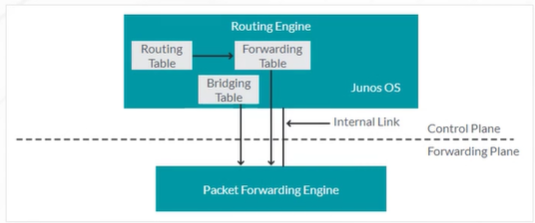 Routing Engine
Routing
Table
Forwarding
Table
Bridging
Table
Junos OS
Internal Link
Control Plane
Forwarding Plane
Packet Forwarding Engine